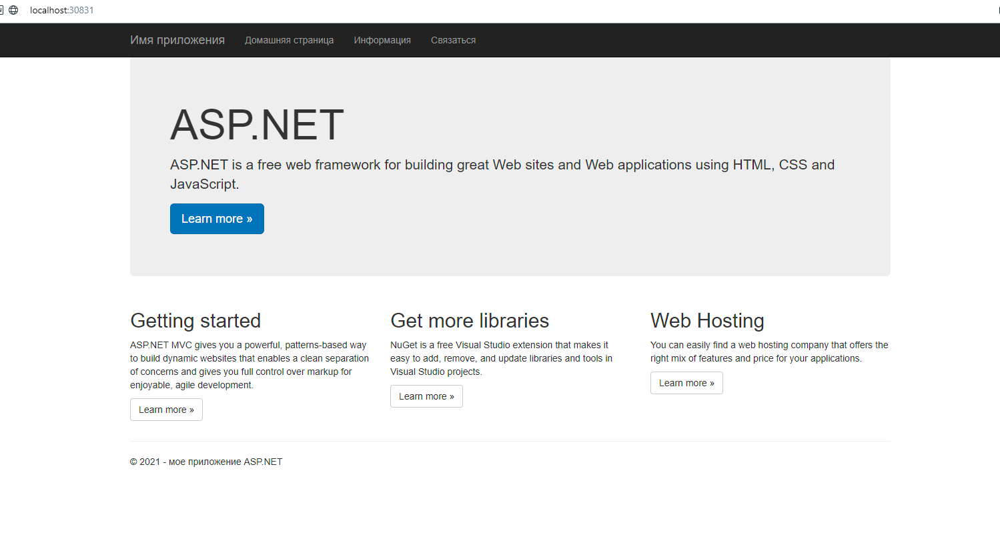 localhost:30831
Имя приложения Домашняя страница Информация Связаться
ASP.NET
ASP.NET is a free web framework for building great Web sites and Web applications using HTML, CSS and
JavaScript.
Learn more »
Getting started
ASP.NET MVC gives you a powerful, patterns-based way
to build dynamic websites that enables a clean separation
of concerns and gives you full control over markup for
enjoyable, agile development.
Learn more »
Get more libraries
NuGet is a free Visual Studio extension that makes it
easy to add, remove, and update libraries and tools in
Visual Studio projects.
Learn more »
Web Hosting
You can easily find a web hosting company that offers the
right mix of features and price for your applications.
Learn more »
© 2021 - мое приложение ASP.NET